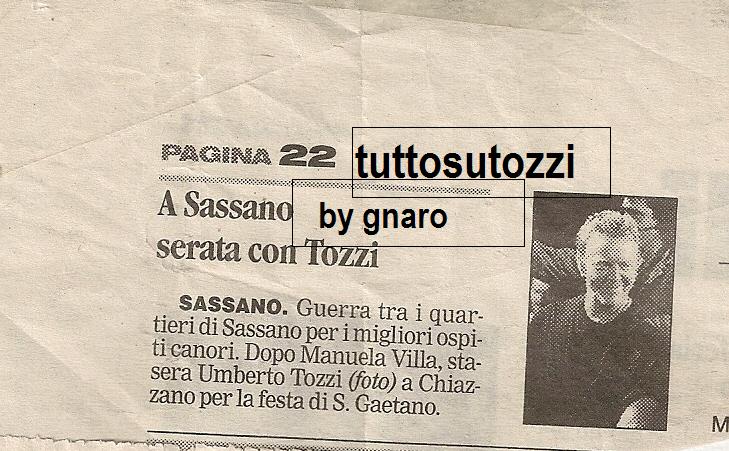 PAGINA 22
tuttosutozzi
A Sassano
by gnaro
serata con Tozzi
SASSANO. Guerra tra i quar-
tieri di Sassano per i migliori ospi-
ti canori. Dopo Manuela Villa, sta-
sera Umberto Tozzi (foto) a Chiaz-
zano per la festa di S. Gaetano.
M